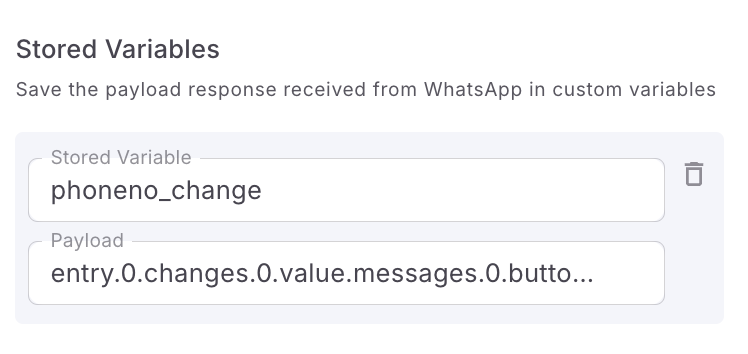 Stored Variables
Save the payload response received from WhatsApp in custom variables
Stored Variable
phoneno_change
Payload
entry.0.changes.0.value.messages.0.butto...